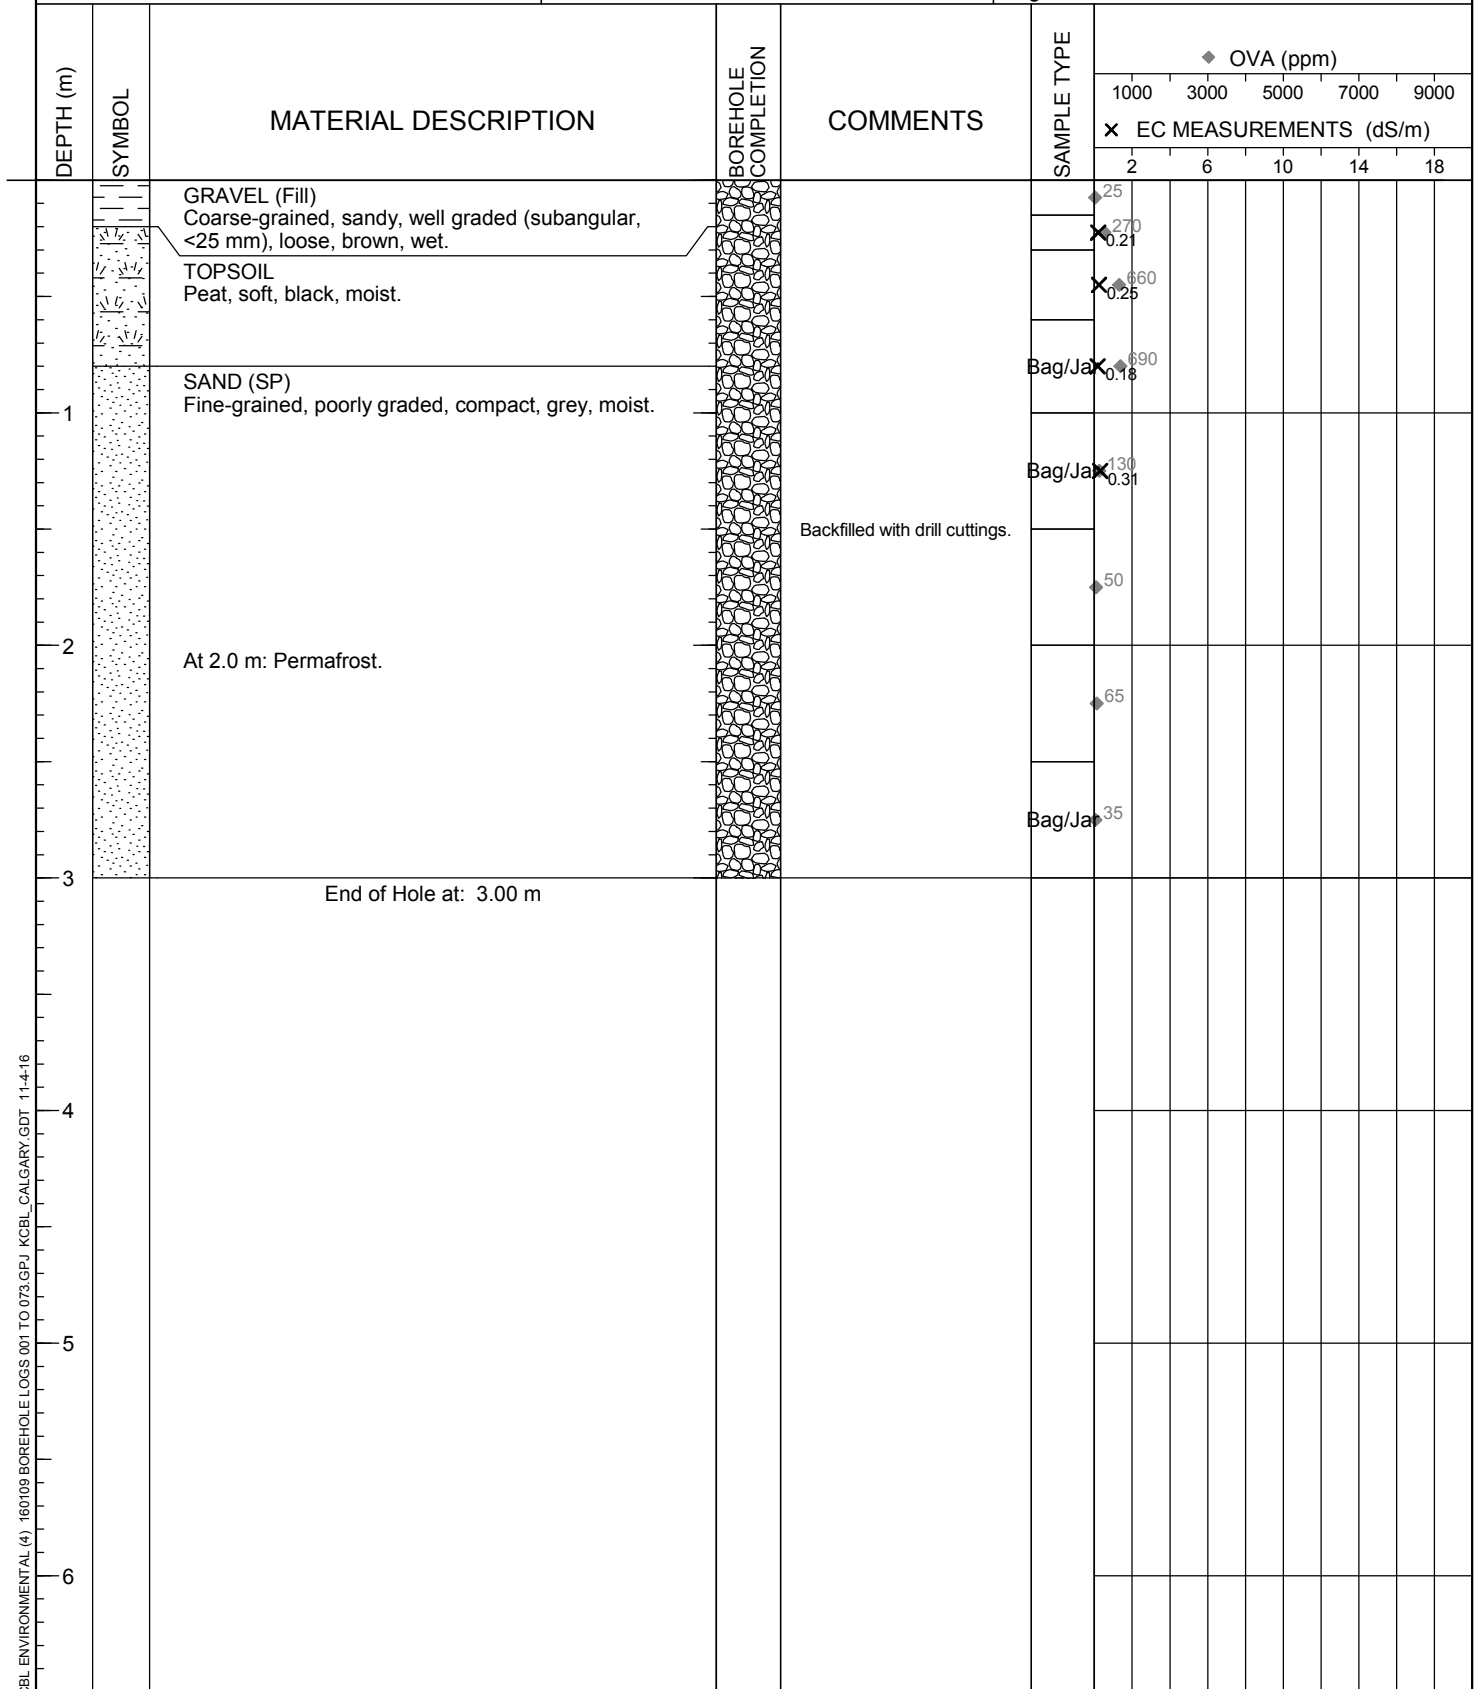 DEPTH (m)
SYMBOL
MATERIAL DESCRIPTION
BOREHOLE
COMPLETION
COMMENTS
SAMPLE TYPE
OVA (ppm)
1000 3000 5000 7000 9000
EC MEASUREMENTS (dS/m)
2 6 10 14 18
GRAVEL (Fill)
Coarse-grained, sandy, well graded (subangular,
<25 mm), loose, brown, wet.
25
270
0.21
TOPSOIL
Peat, soft, black, moist.
660
0.25
SAND (SP)
Fine-grained, poorly graded, compact, grey, moist.
Bag/Jar
690
0.18
1
Bag/Jar
130
0.31
Backfilled with drill cuttings.
50
2
At 2.0 m: Permafrost.
65
Bag/Jar
35
3
End of Hole at: 3.00 m
4
5
6
BL ENVIRONMENTAL (4) 160109 BOREHOLE LOGS 001 TO 073.GPJ KCBL_CALGARY.GDT 11-4-16